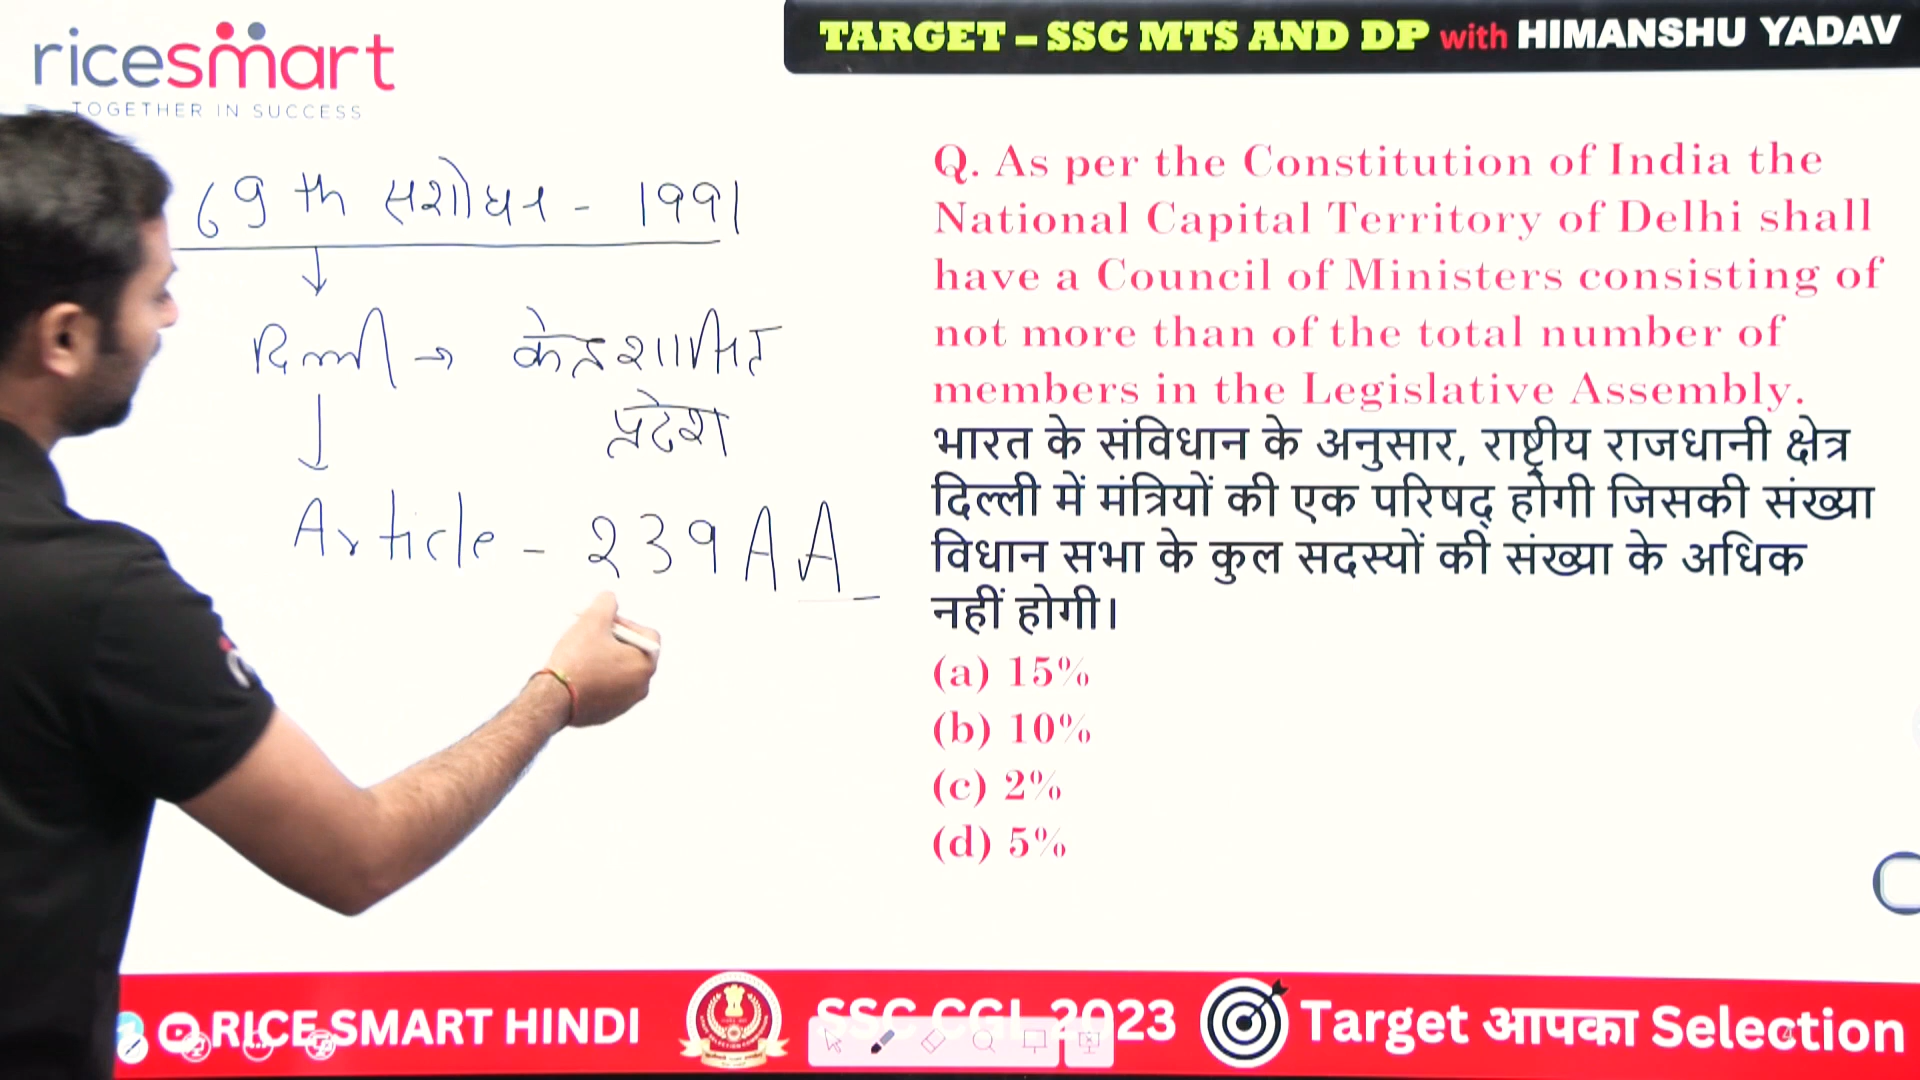 ricesmart
TOGETHER IN SUCCESS
TARGET – SSC MTS AND DP with HIMANSHU YADAV
69 th सशोधन - 1991
दिल्ली → केन्द्रशासित
प्रदेश
Article - 239 AA
Q. As per the Constitution of India the
National Capital Territory of Delhi shall
have a Council of Ministers consisting of
not more than of the total number of
members in the Legislative Assembly.
भारत के संविधान के अनुसार, राष्ट्रीय राजधानी क्षेत्र
दिल्ली में मंत्रियों की एक परिषद् होगी जिसकी संख्या
विधान सभा के कुल सदस्यों की संख्या के अधिक
नहीं होगी।
(a) 15%
(b) 10%
(c) 2%
(d) 5%
RICE SMART HINDI
SSC CGL 2023
Target आपका Selection